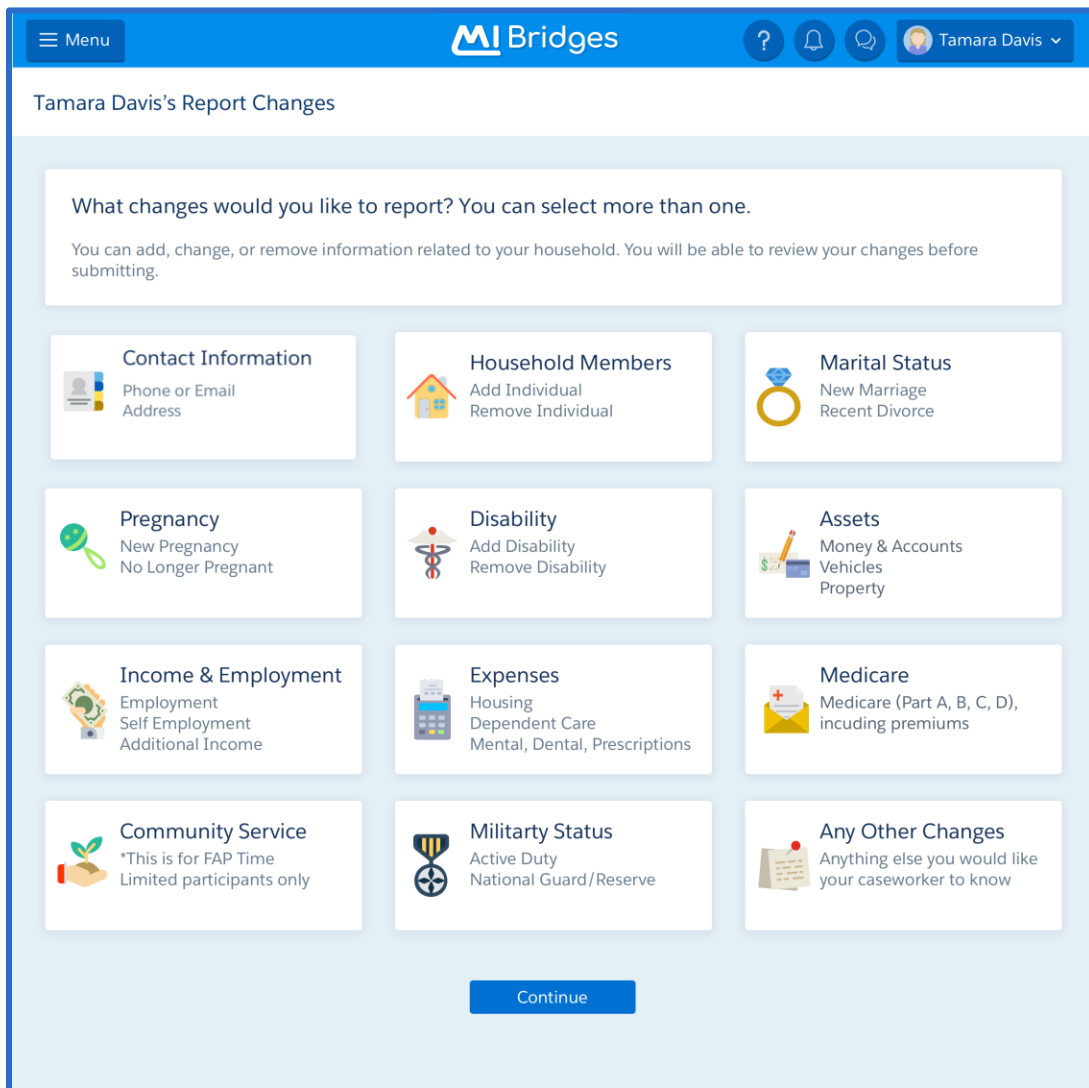 Menu
MI Bridges
?
Tamara Davis
Tamara Davis’s Report Changes
What changes would you like to report? You can select more than one.
You can add, change, or remove information related to your household. You will be able to review your changes before
submitting.
Contact Information
Phone or Email
Address
Household Members
Add Individual
Remove Individual
Marital Status
New Marriage
Recent Divorce
Pregnancy
New Pregnancy
No Longer Pregnant
Disability
Add Disability
Remove Disability
Assets
Money & Accounts
Vehicles
Property
Income & Employment
Employment
Self Employment
Additional Income
Expenses
Housing
Dependent Care
Mental, Dental, Prescriptions
Medicare
Medicare (Part A, B, C, D),
incuding premiums
Community Service
*This is for FAP Time
Limited participants only
Militarty Status
Active Duty
National Guard/Reserve
Any Other Changes
Anything else you would like
your caseworker to know
Continue